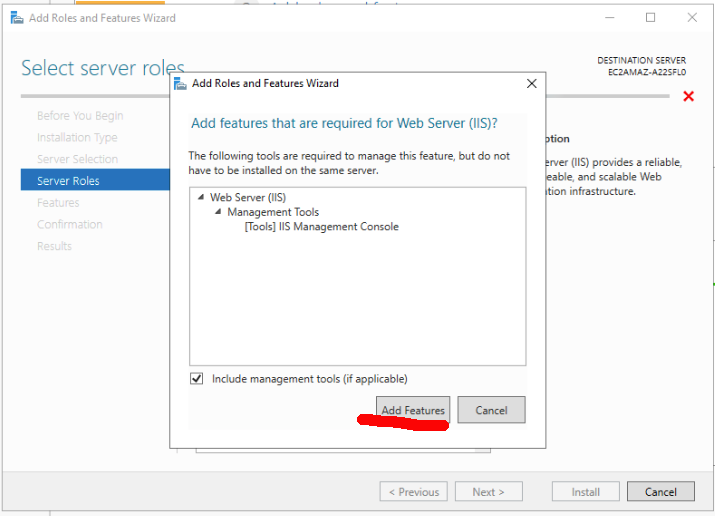 Add Roles and Features Wizard
Select server roles
DESTINATION SERVER
EC2AMAZ-A22SFL0
Before You Begin
Installation Type
Server Selection
Server Roles
Features
Confirmation
Results
Add Roles and Features Wizard
Add features that are required for Web Server (IIS)?
The following tools are required to manage this feature, but do not
have to be installed on the same server.
Web Server (IIS)
Management Tools
[Tools] IIS Management Console
Include management tools (if applicable)
Add Features
Cancel
ption
erver (IIS) provides a reliable,
eable, and scalable Web
tion infrastructure.
< Previous
Next >
Install
Cancel